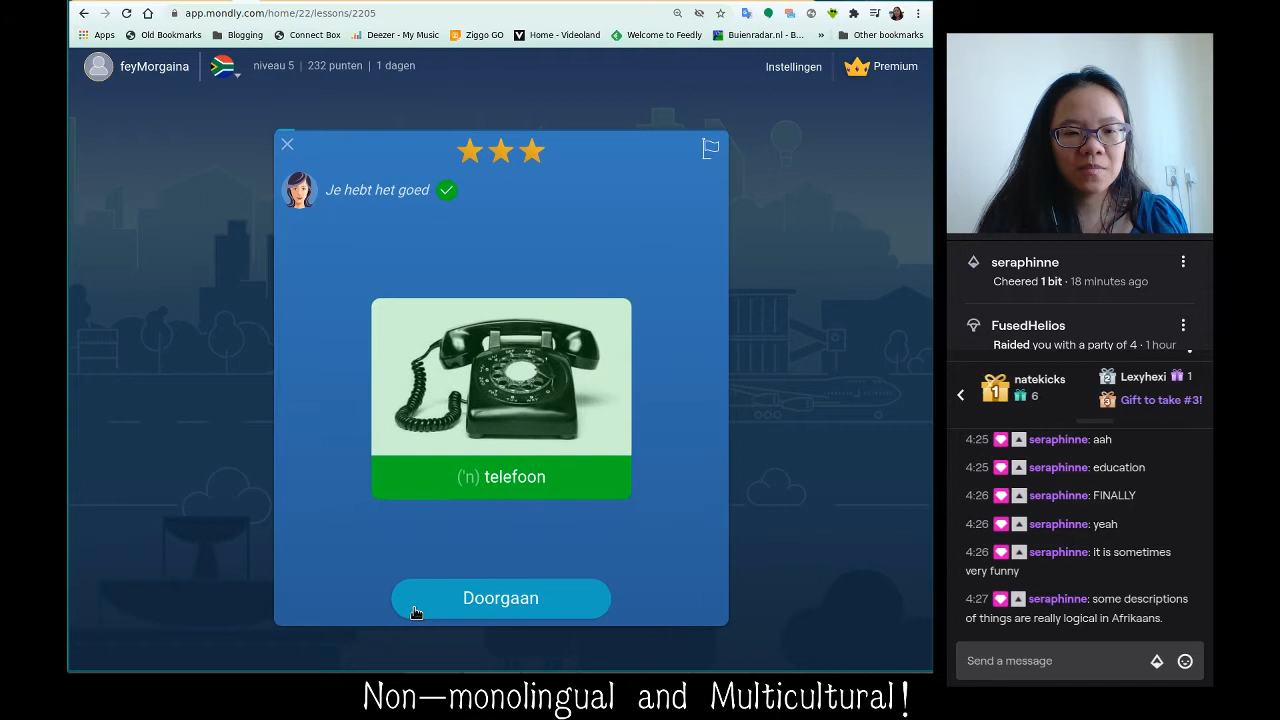 app.mondly.com/home/22/lessons/2205
Apps Old Bookmarks Blogging Connect Box Deezer - My Music Ziggo GO Home - Videoland Welcome to Feedly Buienradar.nl - B... » Other bookmarks
feyMorgaina niveau 5 | 232 punten | 1 dagen Instellingen Premium
Je hebt het goed
('n) telefoon
Doorgaan
seraphinne
Cheered 1 bit · 18 minutes ago
FusedHelios
Raided you with a party of 4 · 1 hour
1 natekicks 6
2 Lexyhexi 1
3 Gift to take #3!
4:25 seraphinne: aah
4:25 seraphinne: education
4:26 seraphinne: FINALLY
4:26 seraphinne: yeah
4:26 seraphinne: it is sometimes
very funny
4:27 seraphinne: some descriptions
of things are really logical in Afrikaans.
Send a message
Non-monolingual and Multicultural!